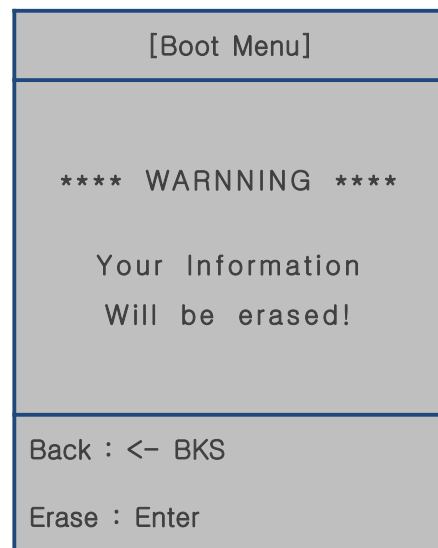 [Boot Menu]
**** WARNNING ****
Your Information
Will be erased!
Back : <- BKS
Erase : Enter